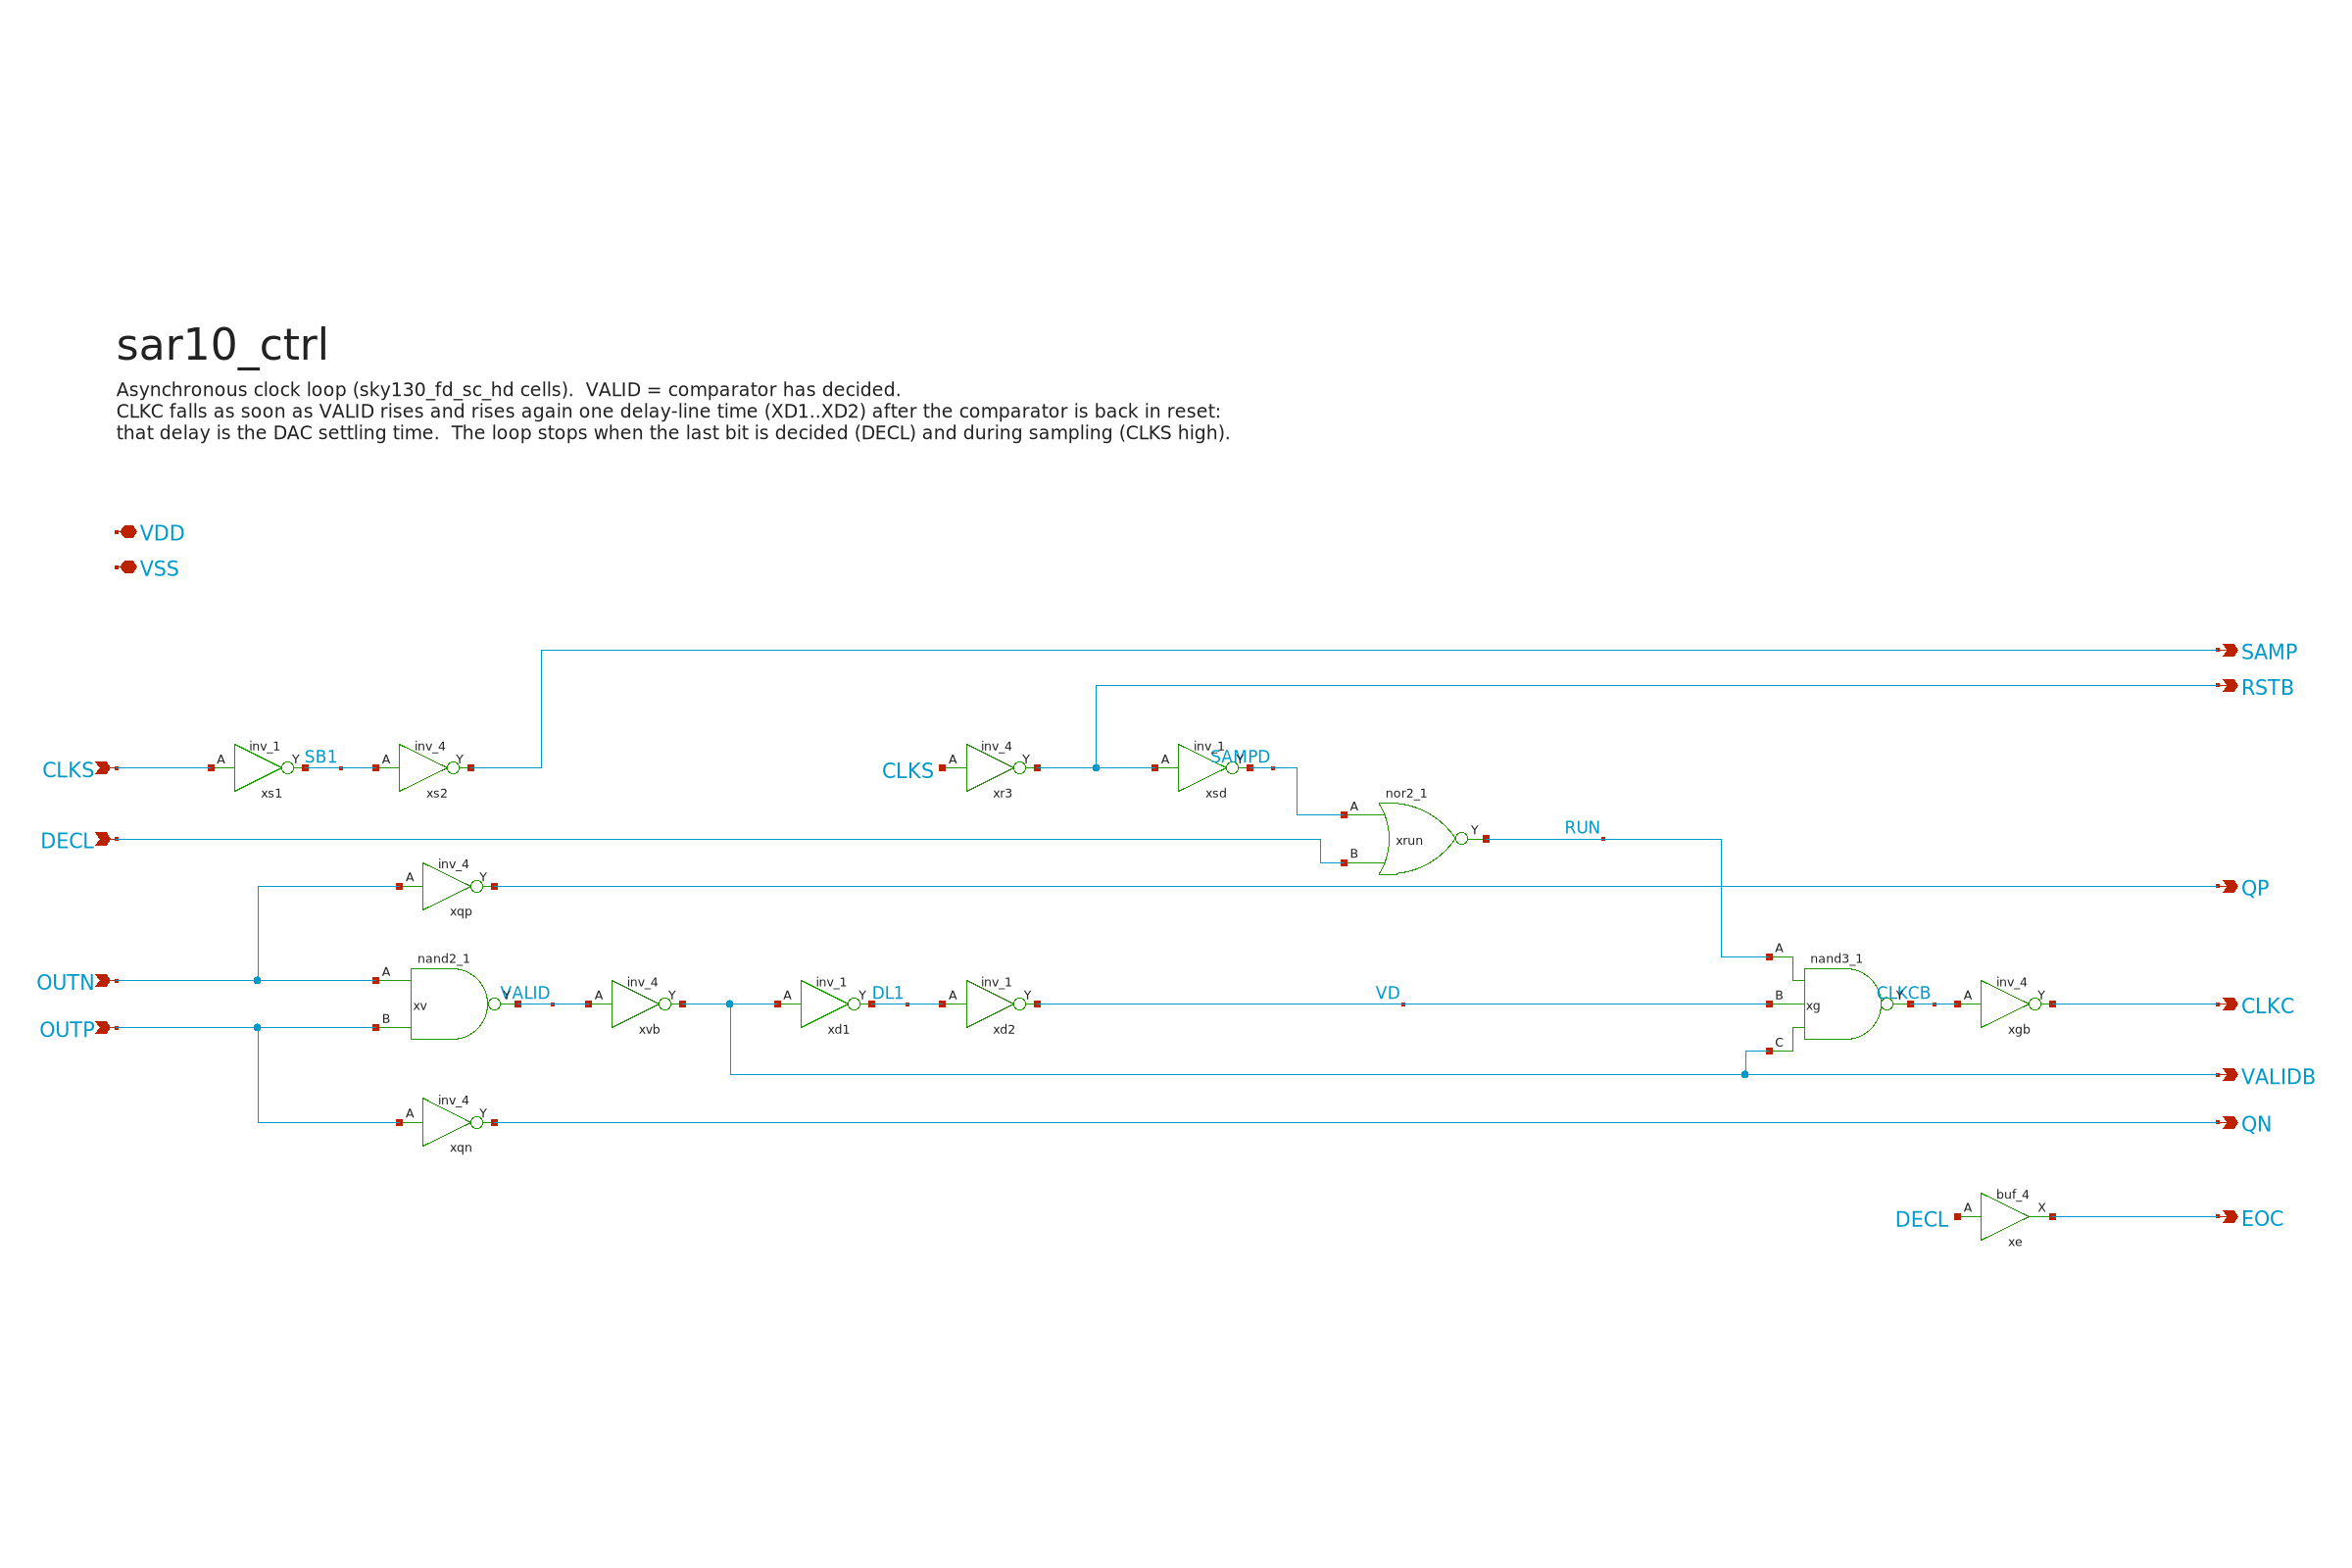 sar10_ctrl
Asynchronous clock loop (sky130_fd_sc_hd cells).  VALID = comparator has decided.
CLKC falls as soon as VALID rises and rises again one delay-line time (XD1..XD2) after the comparator is back in reset:
that delay is the DAC settling time.  The loop stops when the last bit is decided (DECL) and during sampling (CLKS high).
VDD
VSS
SAMP
RSTB
inv_1 inv_4 inv_4 inv_1
CLKS A Y SB1 A Y CLKS A Y A Y SAMPD
xs1 xs2 xr3 xsd
nor2_1
A
DECL xrun Y RUN
B
inv_4
A Y QP
xqp
nand2_1 nand3_1
A
OUTN A
inv_4 inv_1 inv_1 inv_4
xv Y VALID A Y A Y DL1 A Y VD B xg Y CLKCB A Y CLKC
OUTP B
xvb xd1 xd2 xgb
C
VALIDB
inv_4
A Y QN
xqn
buf_4
DECL A X EOC
xe